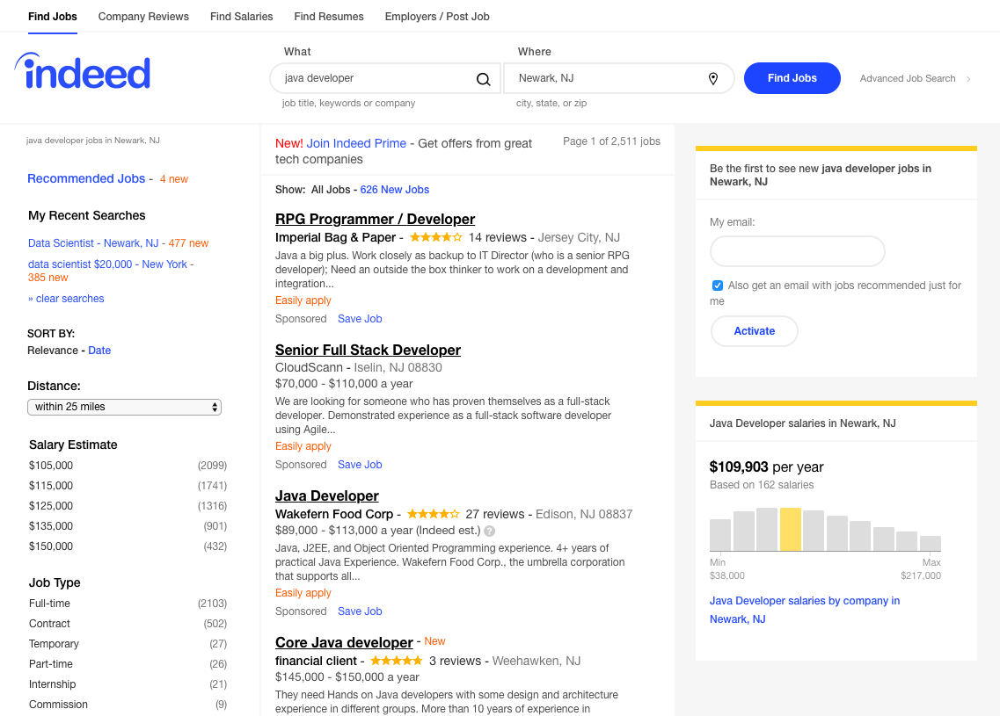 Find Jobs Company Reviews Find Salaries Find Resumes Employers / Post Job
indeed
What
java developer
job title, keywords or company
Where
Newark, NJ
city, state, or zip
Find Jobs
Advanced Job Search
java developer jobs in Newark, NJ
Recommended Jobs - 4 new
My Recent Searches
Data Scientist - Newark, NJ - 477 new
data scientist $20,000 - New York -
385 new
» clear searches
SORT BY:
Relevance - Date
Distance:
within 25 miles
Salary Estimate
$105,000 (2099)
$115,000 (1741)
$125,000 (1316)
$135,000 (901)
$150,000 (432)
Job Type
Full-time (2103)
Contract (502)
Temporary (27)
Part-time (26)
Internship (21)
Commission (9)
New! Join Indeed Prime - Get offers from great
tech companies
Page 1 of 2,511 jobs
Show: All Jobs - 626 New Jobs
RPG Programmer / Developer
Imperial Bag & Paper - 14 reviews - Jersey City, NJ
Java a big plus. Work closely as backup to IT Director (who is a senior RPG
developer); Need an outside the box thinker to work on a development and
integration...
Easily apply
Sponsored Save Job
Senior Full Stack Developer
CloudScann - Iselin, NJ 08830
$70,000 - $110,000 a year
We are looking for someone who has proven themselves as a full-stack
developer. Demonstrated experience as a full-stack software developer
using Agile...
Easily apply
Sponsored Save Job
Java Developer
Wakefern Food Corp - 27 reviews - Edison, NJ 08837
$89,000 - $113,000 a year (Indeed est.) ?
Java, J2EE, and Object Oriented Programming experience. 4+ years of
practical Java Experience. Wakefern Food Corp., the umbrella corporation
that supports all...
Easily apply
Sponsored Save Job
Core Java developer - New
financial client - 3 reviews - Weehawken, NJ
$145,000 - $150,000 a year
They need Hands on Java developers with some design and architecture
experience in different groups. More than 10 years of experience in
Be the first to see new java developer jobs in
Newark, NJ
My email:
Also get an email with jobs recommended just for
me
Activate
Java Developer salaries in Newark, NJ
$109,903 per year
Based on 162 salaries
Min Max
$38,000 $217,000
Java Developer salaries by company in
Newark, NJ